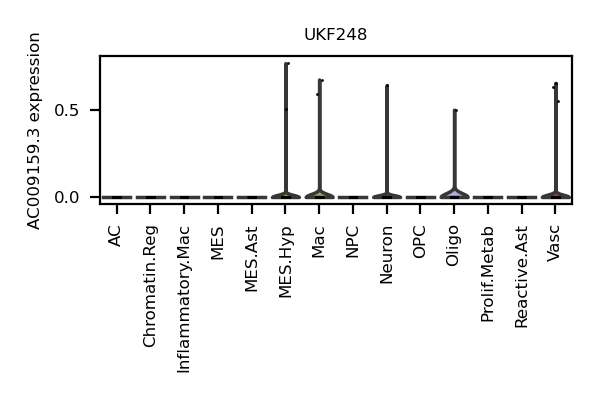 UKF248
AC009159.3 expression
0.5
0.0
AC
Chromatin.Reg
Inflammatory.Mac
MES
MES.Ast
MES.Hyp
Mac
NPC
Neuron
OPC
Oligo
Prolif.Metab
Reactive.Ast
Vasc